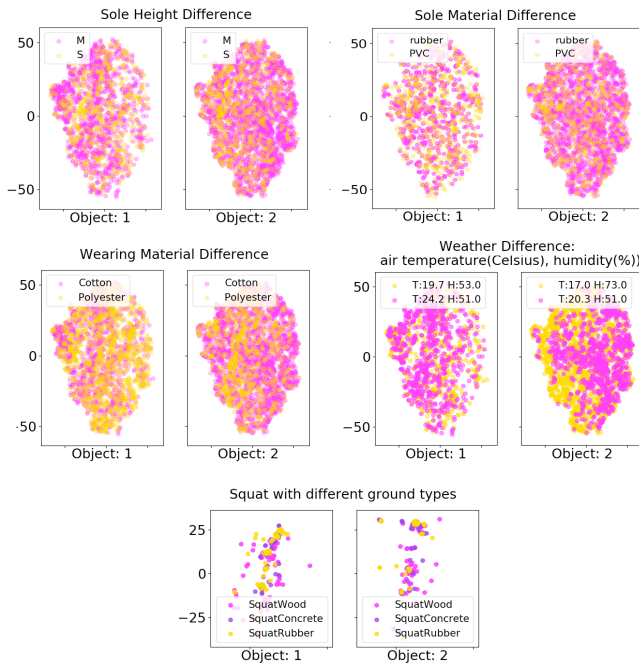 Sole Height Difference
Sole Material Difference
50
0
−50
M
S
Object: 1
Object: 2
50
0
−50
rubber
PVC
rubber
PVC
Object: 1
Object: 2
M
S
Wearing Material Difference
Weather Difference:
air temperature(Celsius), humidity(%))
50
0
-50
Cotton
Polyester
Cotton
Polyester
Object: 1
Object: 2
50
0
−50
T:19.7 H:53.0
T:24.2 H:51.0
T:17.0 H:73.0
T:20.3 H:51.0
Object: 1
Object: 2
Squat with different ground types
25
0
−25
SquatWood
SquatConcrete
SquatRubber
SquatWood
SquatConcrete
SquatRubber
Object: 1
Object: 2